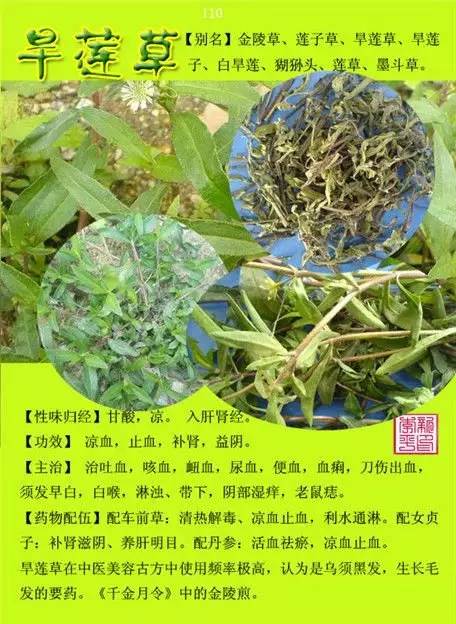 110
旱莲草
【别名】金陵草、莲子草、旱莲草、旱莲
子、白旱莲、猢狲头、莲草、墨斗草。
【性味归经】甘酸，凉。 入肝肾经。
【功效】 凉血，止血，补肾，益阴。
【主治】 治吐血，咳血，衄血，尿血，便血，血痢，刀伤出血，
须发早白，白喉，淋浊、带下，阴部湿痒，老鼠痣。
【药物配伍】配车前草：清热解毒、凉血止血，利水通淋。配女贞
子：补肾滋阴、养肝明目。配丹参：活血祛瘀，凉血止血。
旱莲草在中医美容古方中使用频率极高，认为是乌须黑发，生长毛
发的要药。《千金月令》中的金陵煎。